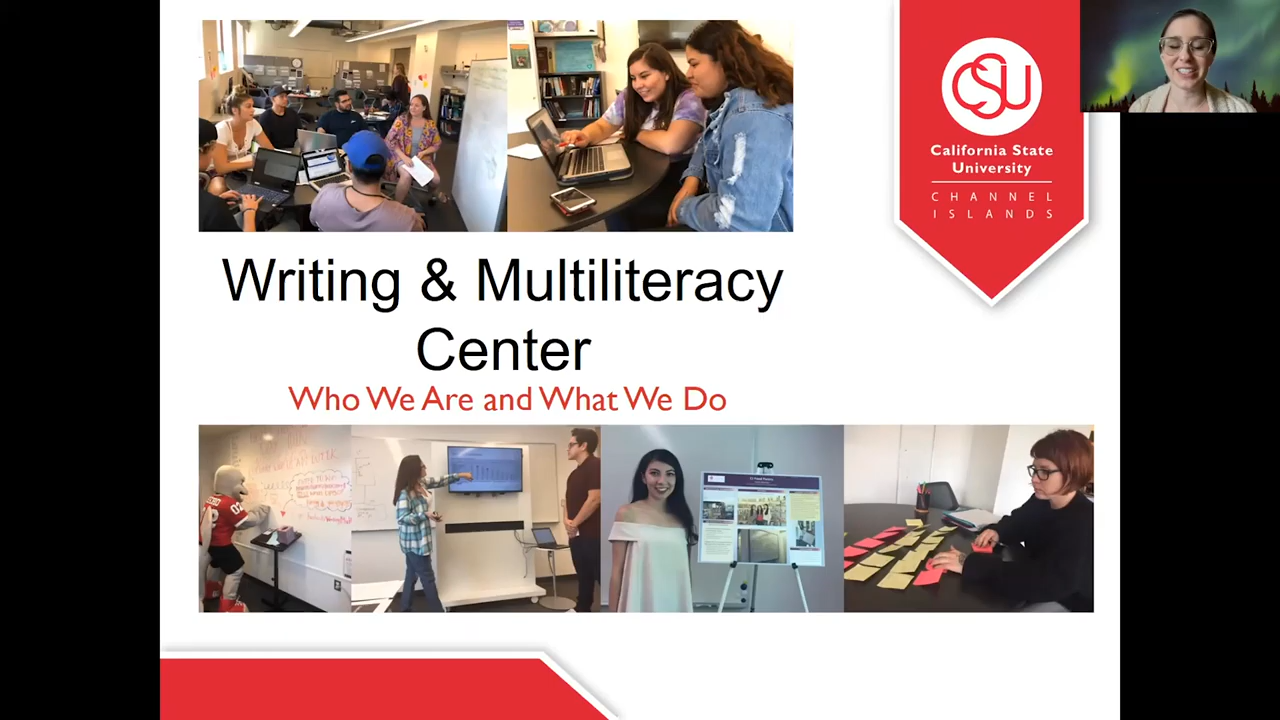 CSU
California State
University
CHANNEL
ISLANDS
Writing & Multiliteracy
Center
Who We Are and What We Do